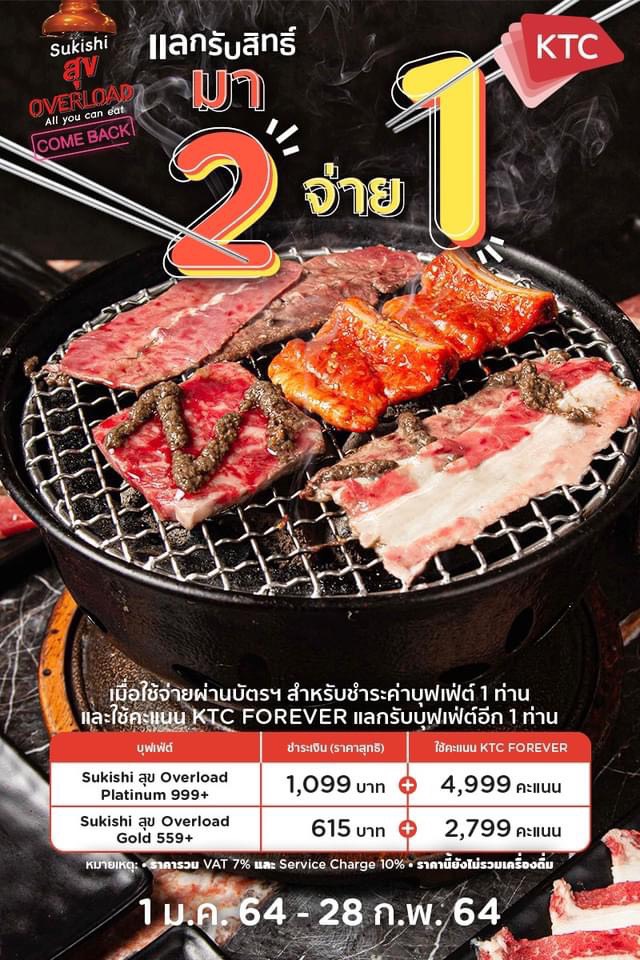 Sukishi
สุข
OVERLOAD
All you can eat
COME BACK
แลกรับสิทธิ์
มา
2
จ่าย
1
KTC
เมื่อใช้จ่ายผ่านบัตรฯ สำหรับชำระค่าบุฟเฟ่ต์ 1 ท่าน
และใช้คะแนน KTC FOREVER แลกรับบุฟเฟ่ต์อีก 1 ท่าน
บุฟเฟ่ต์ ชำระเงิน (ราคาสุทธิ) ใช้คะแนน KTC FOREVER
Sukishi สุข Overload
Platinum 999+
1,099 บาท + 4,999 คะแนน
Sukishi สุข Overload
Gold 559+
615 บาท + 2,799 คะแนน
หมายเหตุ: • ราคารวม VAT 7% และ Service Charge 10% • ราคานี้ยังไม่รวมเครื่องดื่ม
1 ม.ค. 64 - 28 ก.พ. 64